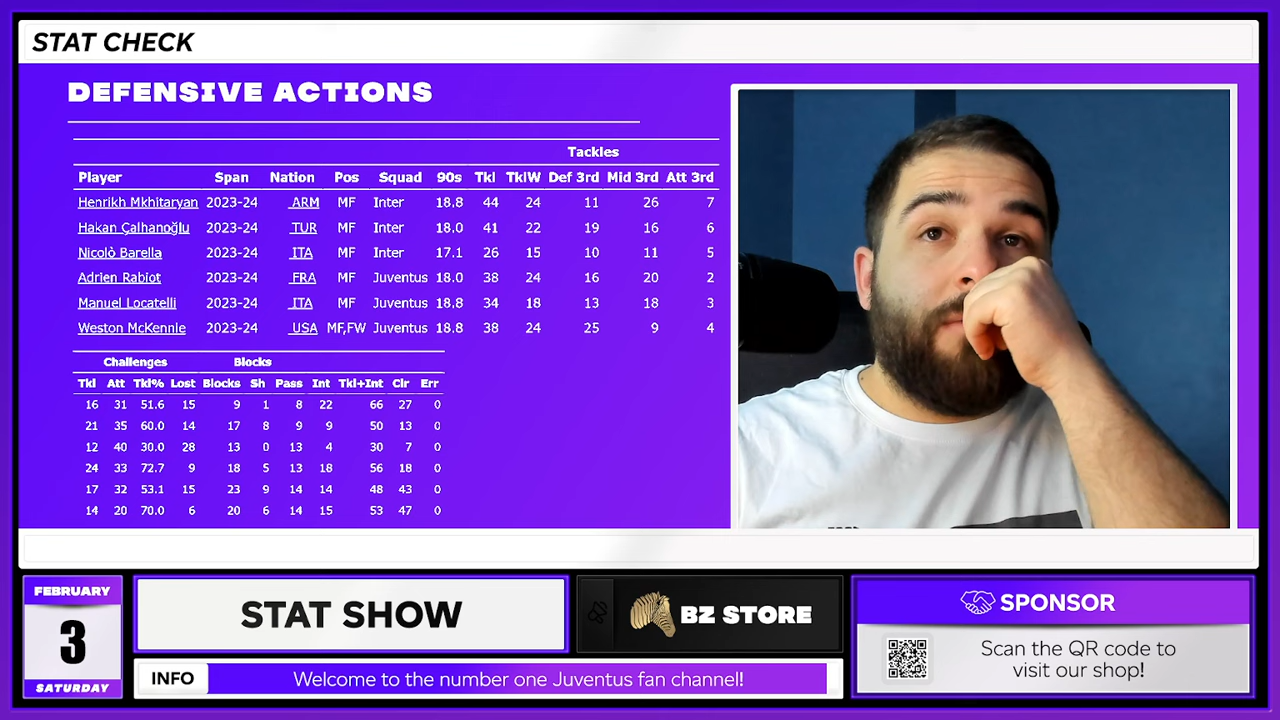 STAT CHECK
DEFENSIVE ACTIONS
Tackles
Player Span Nation Pos Squad 90s Tkl TklW Def 3rd Mid 3rd Att 3rd
Henrikh Mkhitaryan 2023-24 ARM MF Inter 18.8 44 24 11 26 7
Hakan Çalhanoğlu 2023-24 TUR MF Inter 18.0 41 22 19 16 6
Nicolò Barella 2023-24 ITA MF Inter 17.1 26 15 10 11 5
Adrien Rabiot 2023-24 FRA MF Juventus 18.0 38 24 16 20 2
Manuel Locatelli 2023-24 ITA MF Juventus 18.8 34 18 13 18 3
Weston McKennie 2023-24 USA MF,FW Juventus 18.8 38 24 25 9 4
Challenges Blocks
Tkl Att Tkl% Lost Blocks Sh Pass Int Tkl+Int Clr Err
16 31 51.6 15 9 1 8 22 66 27 0
21 35 60.0 14 17 8 9 9 50 13 0
12 40 30.0 28 13 0 13 4 30 7 0
24 33 72.7 9 18 5 13 18 56 18 0
17 32 53.1 15 23 9 14 14 48 43 0
14 20 70.0 6 20 6 14 15 53 47 0
FEBRUARY
3
SATURDAY
STAT SHOW
BZ STORE
INFO
Welcome to the number one Juventus fan channel!
SPONSOR
Scan the QR code to
visit our shop!